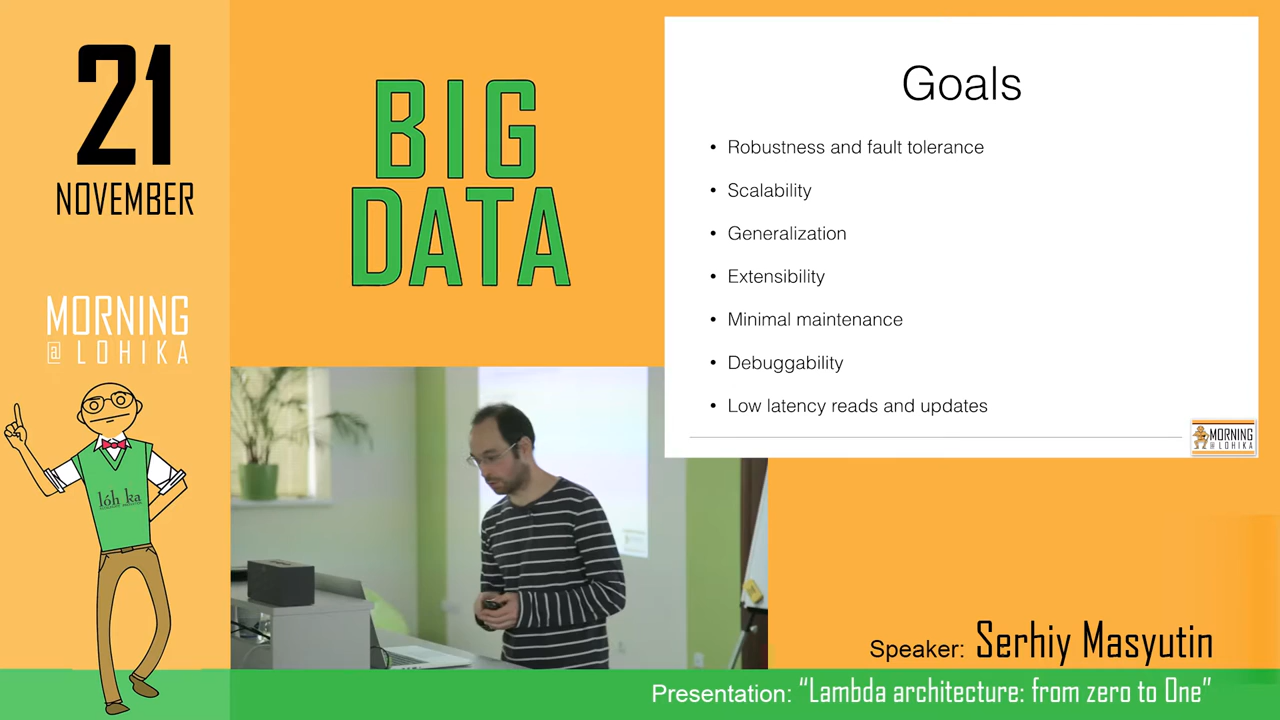 21
NOVEMBER
MORNING
@ LOHIKA
lóh ka
BIG
DATA
Goals
• Robustness and fault tolerance
• Scalability
• Generalization
• Extensibility
• Minimal maintenance
• Debuggability
• Low latency reads and updates
MORNING
@ LOHIKA
Speaker: Serhiy Masyutin
Presentation: “Lambda architecture: from zero to One”